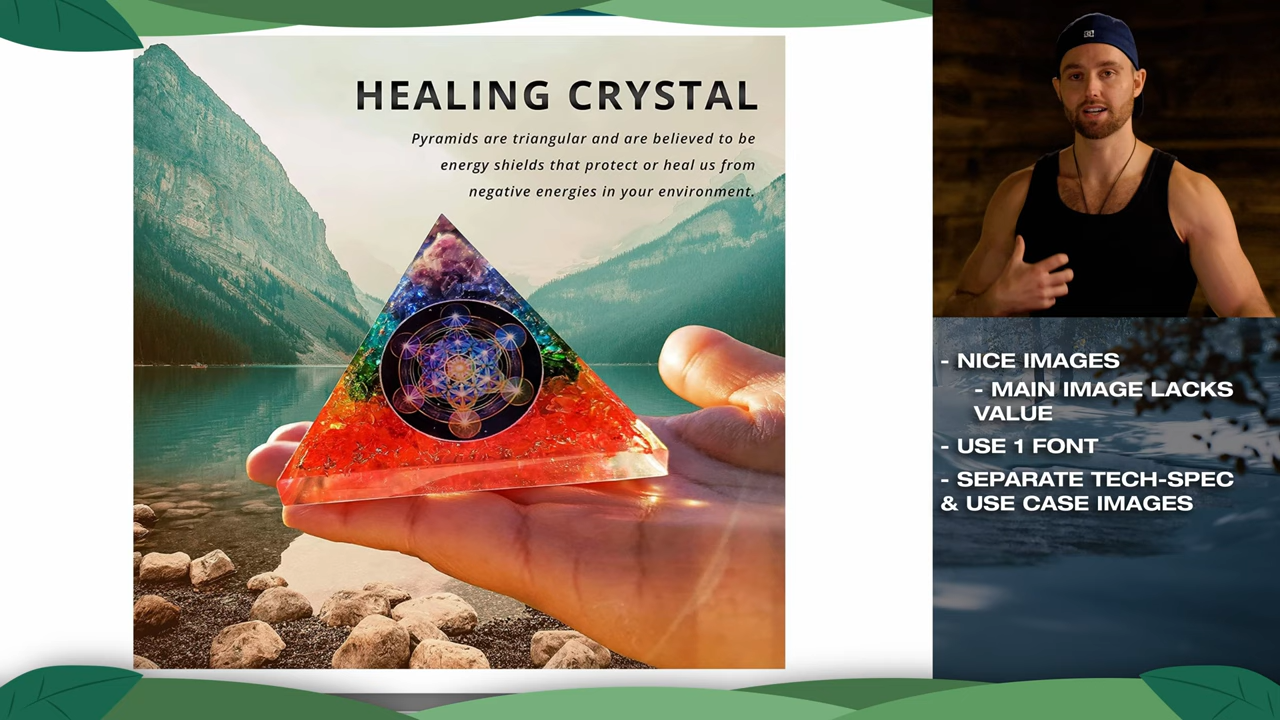 HEALING CRYSTAL
Pyramids are triangular and are believed to be
energy shields that protect or heal us from
negative energies in your environment.
- NICE IMAGES
- MAIN IMAGE LACKS
VALUE
- USE 1 FONT
- SEPARATE TECH-SPEC
& USE CASE IMAGES